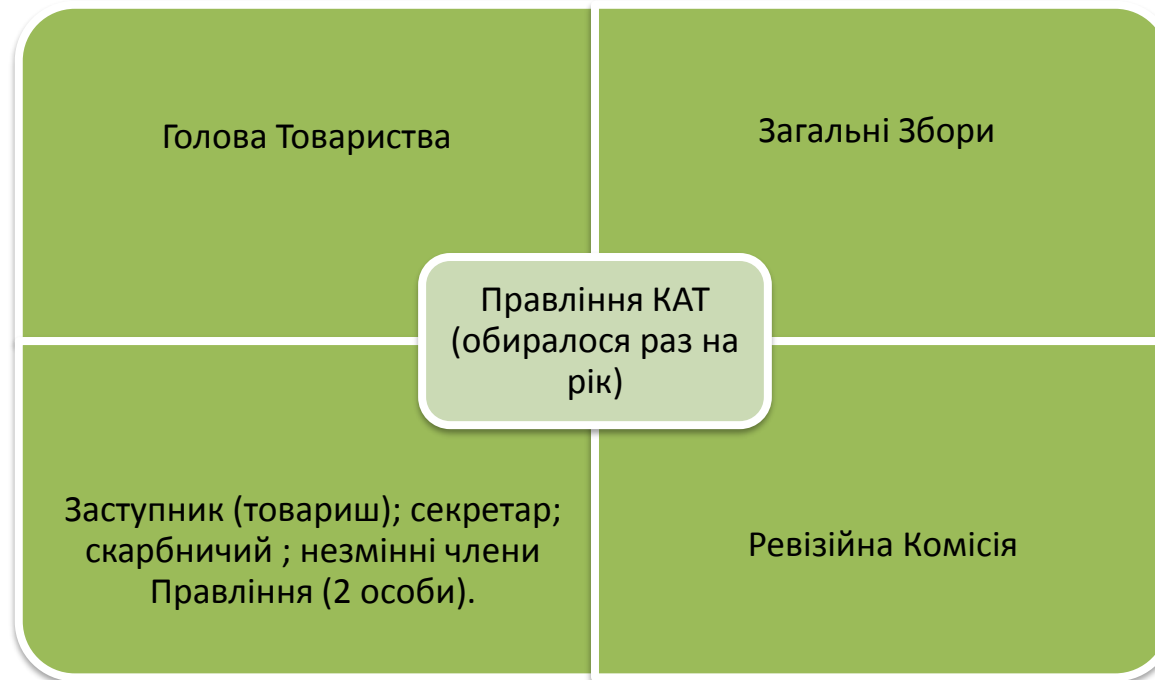 Голова Товариства
Загальні Збори
Правління КАТ
(обиралося раз на
рік)
Заступник (товариш); секретар;
скарбничий ; незмінні члени
Правління (2 особи).
Ревізійна Комісія